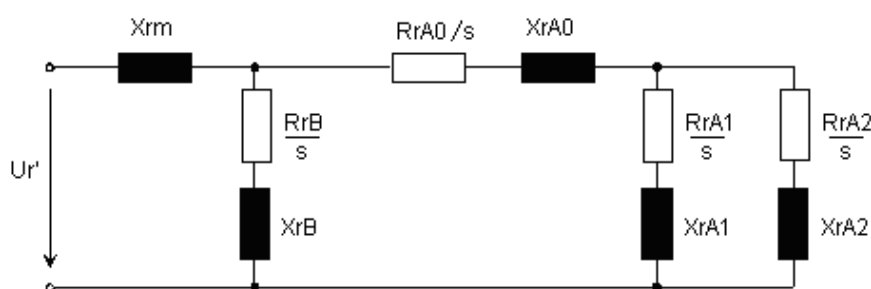 Xrm
RrA0/s
XrA0
RrB
s
RrA1
s
RrA2
s
Ur'
XrB
XrA1
XrA2